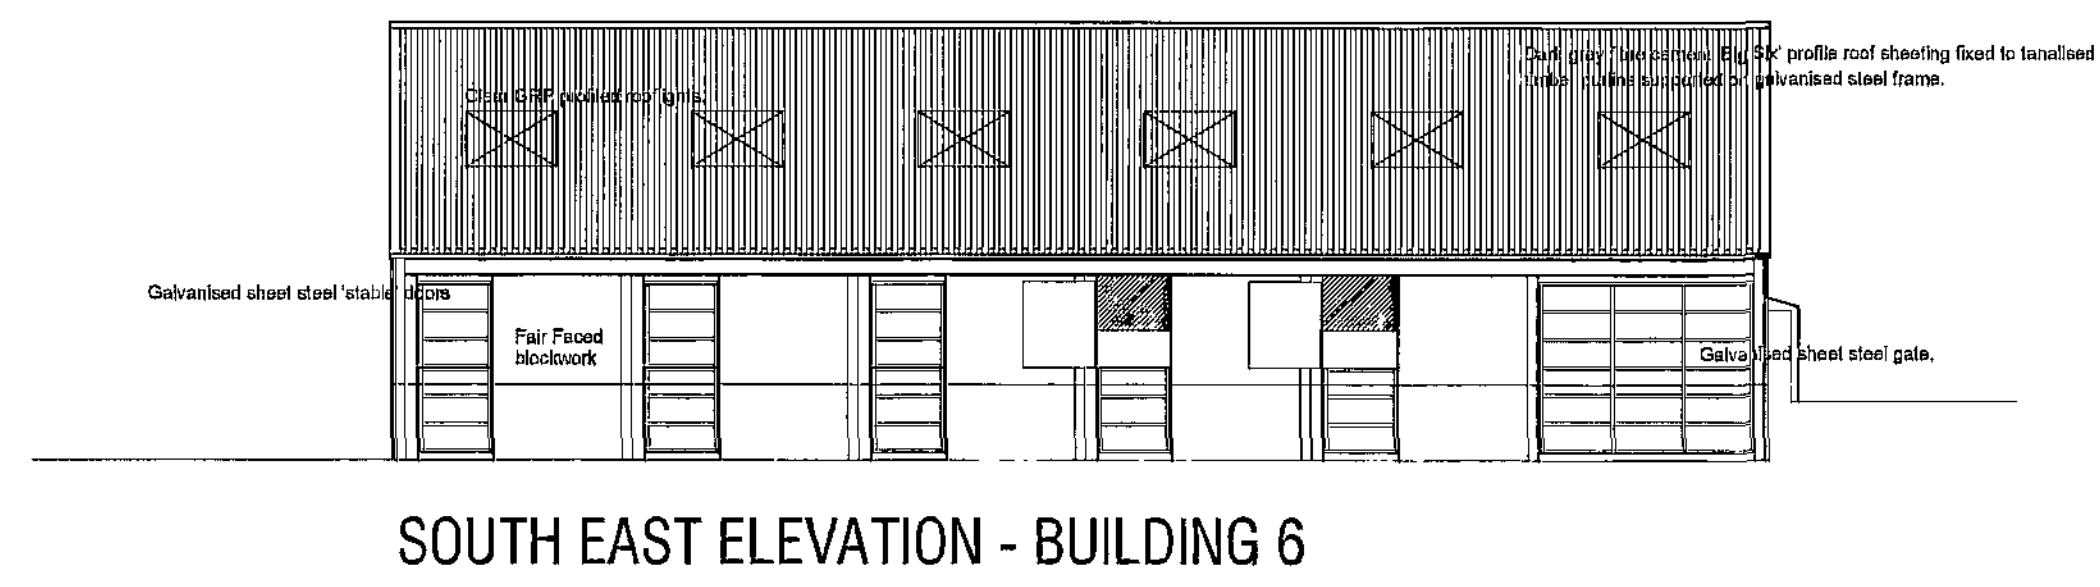 Dark grey fibre cement 'Big Six' profile roof sheeting fixed to tanalised
timber purlins supported on galvanised steel frame.
Clear GRP profiled rooflights.
Galvanised sheet steel 'stable' doors
Fair Faced
blockwork
Galvanised sheet steel gate.
SOUTH EAST ELEVATION - BUILDING 6